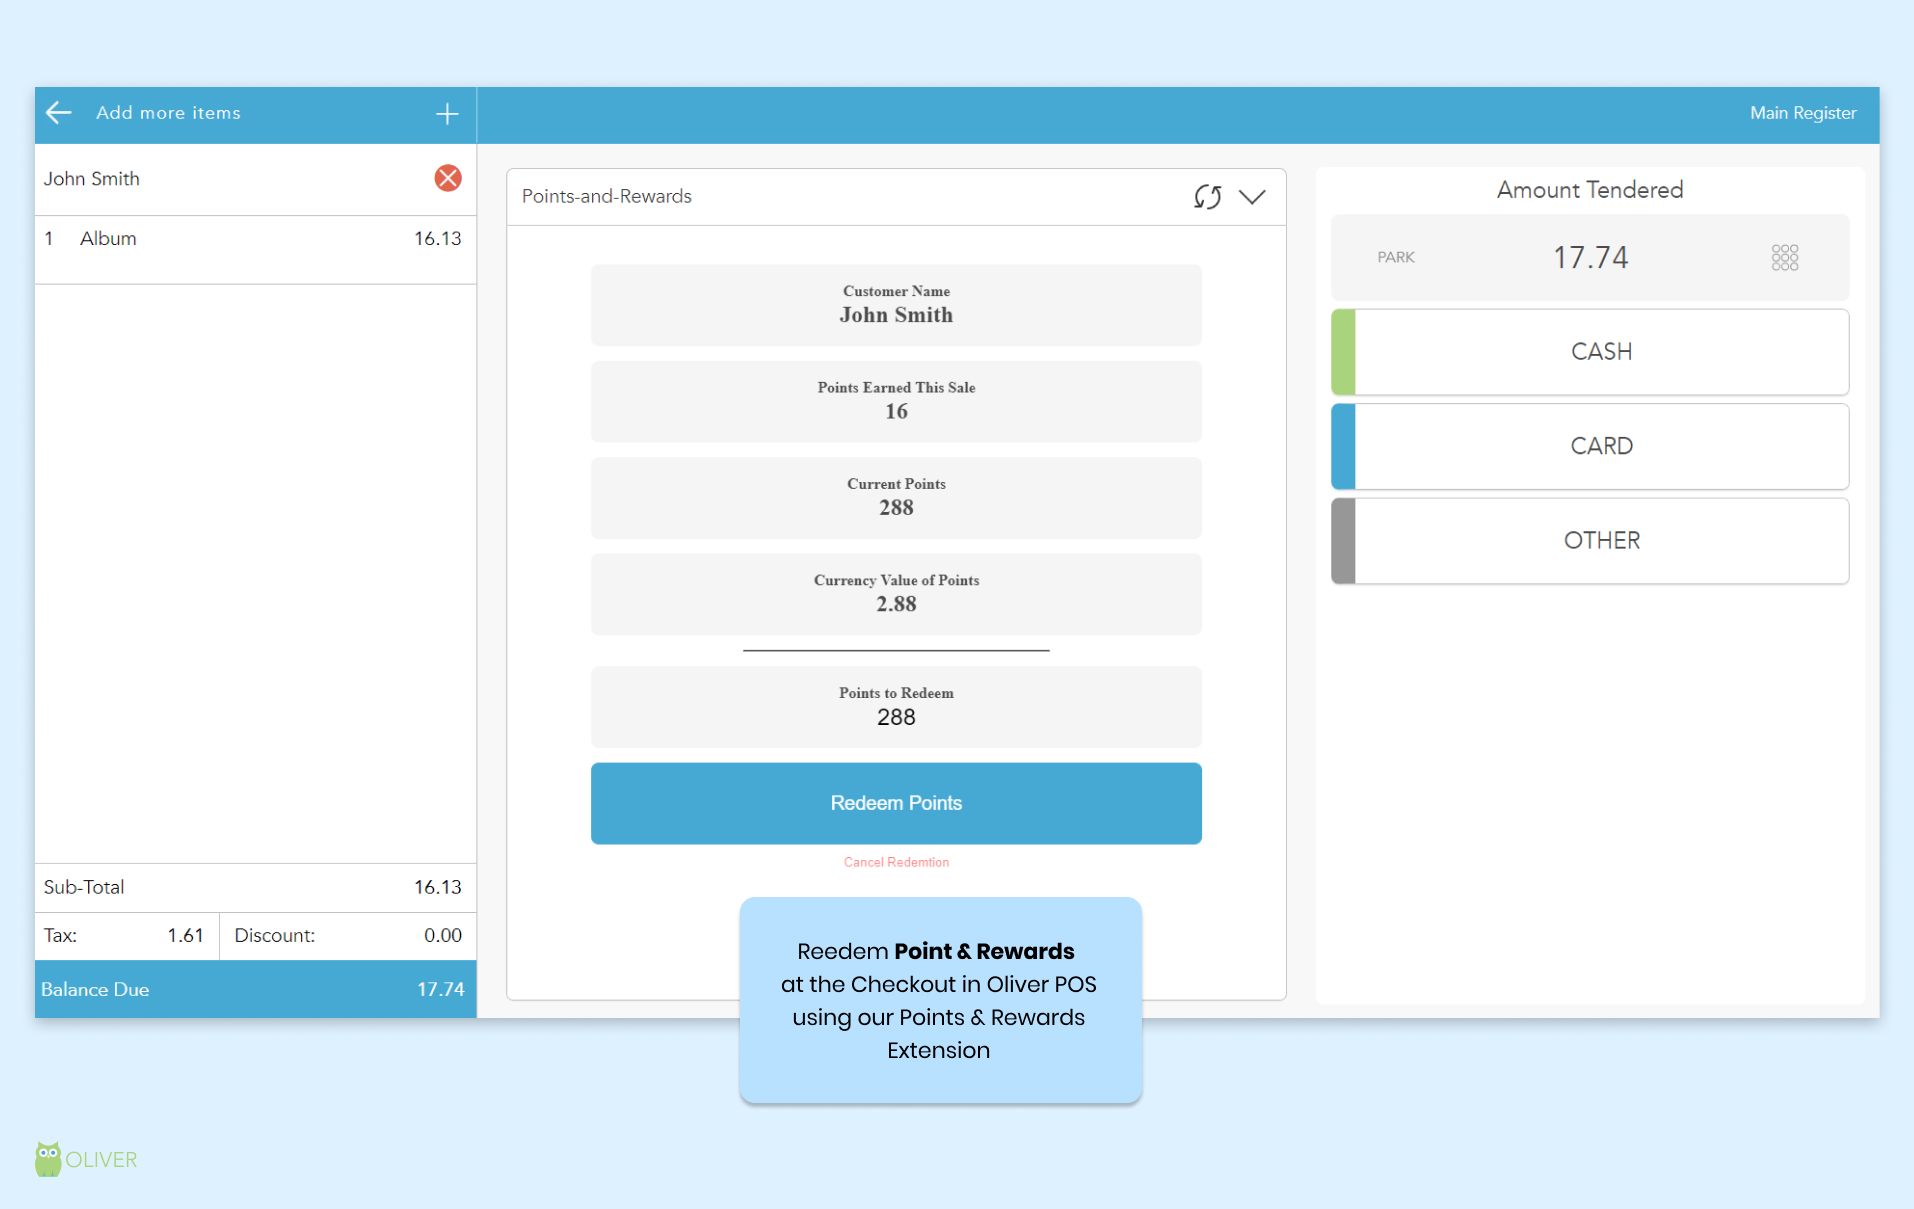 Add more items
Main Register
John Smith
1 Album 16.13
Sub-Total 16.13
Tax: 1.61 Discount: 0.00
Balance Due 17.74
Points-and-Rewards
Customer Name
John Smith
Points Earned This Sale
16
Current Points
288
Currency Value of Points
2.88
Points to Redeem
288
Redeem Points
Cancel Redemtion
Amount Tendered
PARK 17.74
CASH
CARD
OTHER
Reedem Point & Rewards
at the Checkout in Oliver POS
using our Points & Rewards
Extension
OLIVER